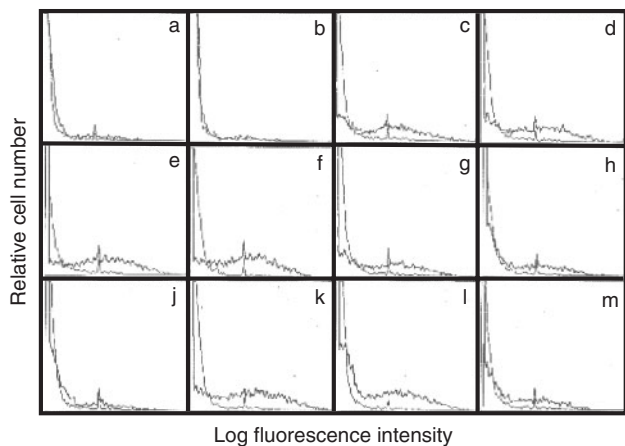 Relative cell number
a
b
c
d
e
f
g
h
j
k
l
m
Log fluorescence intensity